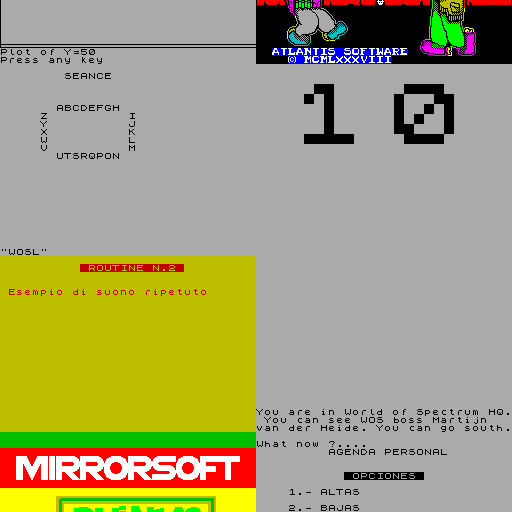 Plot of Y=50
Press any key
SEANCE
ABCDEFGH
Z I
Y J
X K
W L
V M
UTSRQPON
"WOSL"
ROUTINE N.2
Esempio di suono ripetuto
MIRRORSOFT
ATLANTIS SOFTWARE
© MCMLXXXVIII
10
You are in World of Spectrum HQ.
You can see WOS boss Martijn
van der Heide. You can go south.
What now ?....
AGENDA PERSONAL
OPCIONES
1.- ALTAS
2.- BAJAS